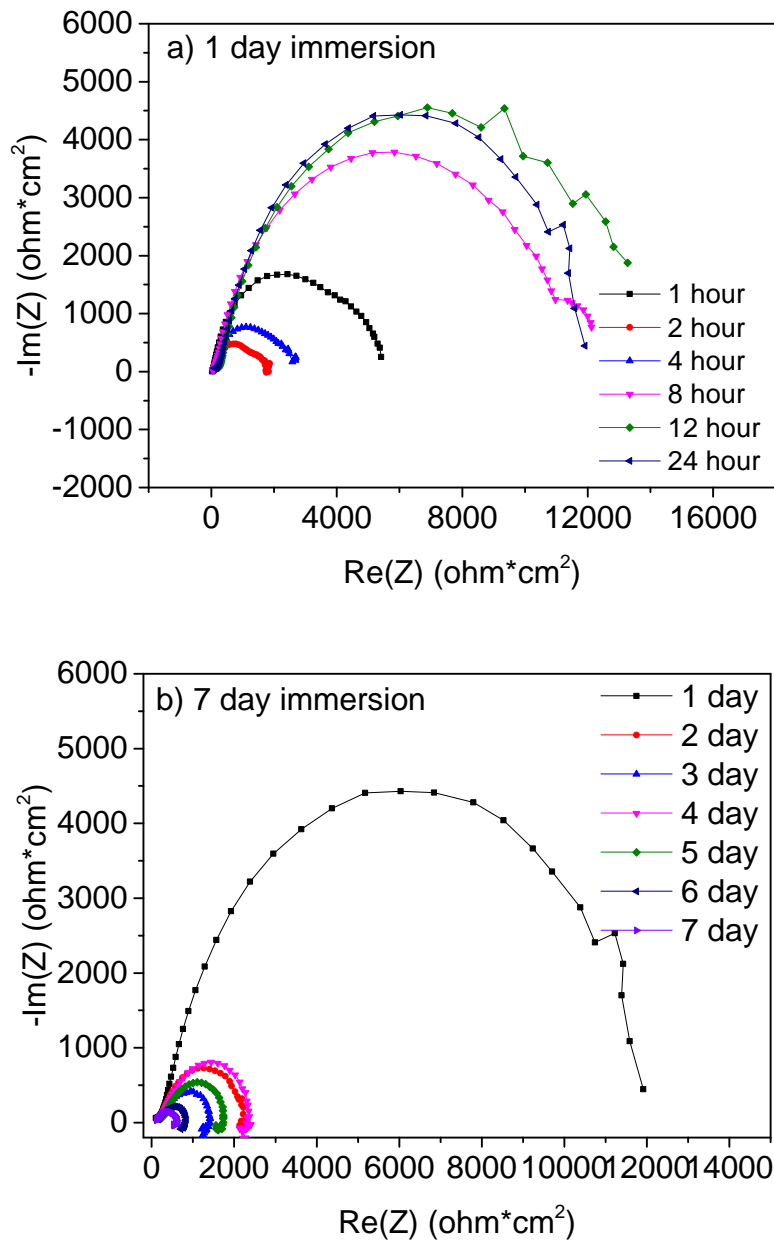 a) 1 day immersion
6000
5000
4000
3000
2000
1000
0
-1000
-2000
-Im(Z) (ohm*cm²)
0
4000
8000
12000
16000
Re(Z) (ohm*cm²)
1 hour
2 hour
4 hour
8 hour
12 hour
24 hour
b) 7 day immersion
6000
5000
4000
3000
2000
1000
0
-Im(Z) (ohm*cm²)
0
2000
4000
6000
8000
10000
12000
14000
Re(Z) (ohm*cm²)
1 day
2 day
3 day
4 day
5 day
6 day
7 day